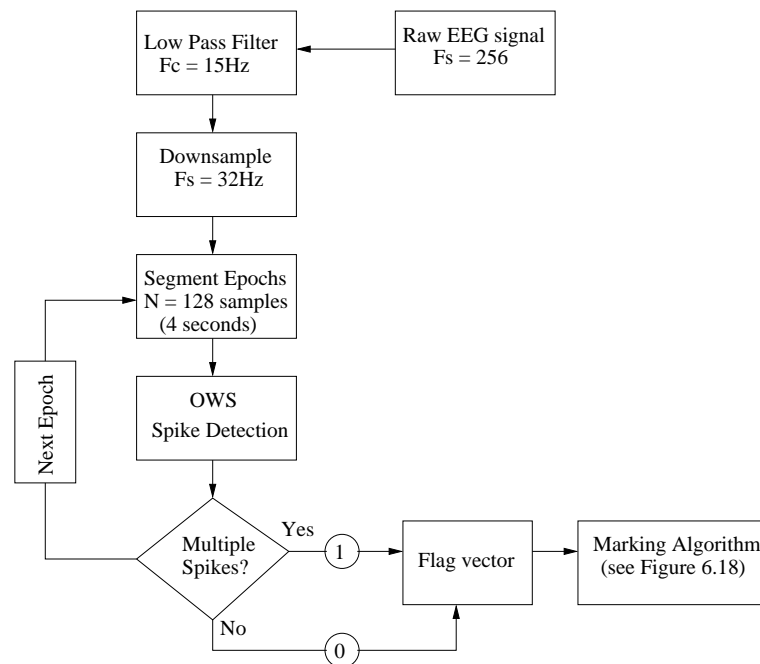 Low Pass Filter
Fc = 15Hz
Raw EEG signal
Fs = 256
Downsample
Fs = 32Hz
Segment Epochs
N = 128 samples
(4 seconds)
Next Epoch
OWS
Spike Detection
Multiple
Spikes?
Yes
1
No
0
Flag vector
Marking Algorithm
(see Figure 6.18)